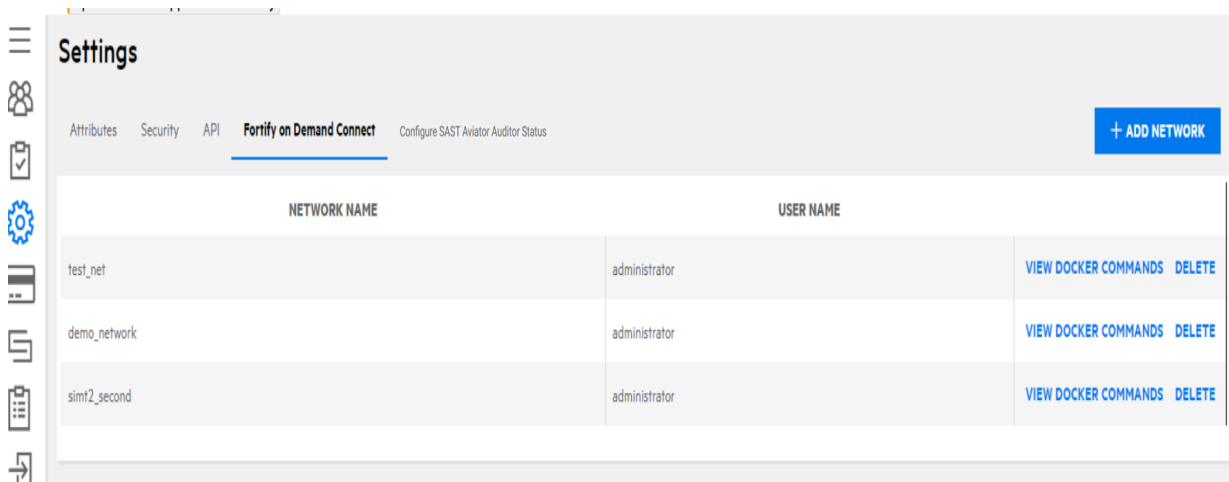 Settings
Attributes Security API Fortify on Demand Connect Configure SAST Aviator Auditor Status + ADD NETWORK
NETWORK NAME USER NAME
test_net administrator VIEW DOCKER COMMANDS DELETE
demo_network administrator VIEW DOCKER COMMANDS DELETE
simt2_second administrator VIEW DOCKER COMMANDS DELETE